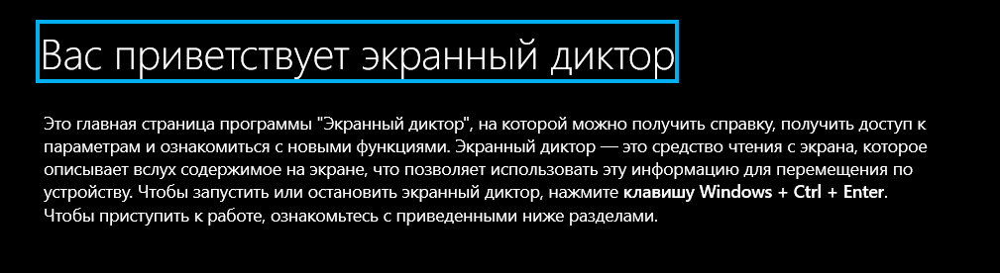 Вас приветствует экранный диктор
Это главная страница программы "Экранный диктор", на которой можно получить справку, получить доступ к
параметрам и ознакомиться с новыми функциями. Экранный диктор — это средство чтения с экрана, которое
описывает вслух содержимое на экране, что позволяет использовать эту информацию для перемещения по
устройству. Чтобы запустить или остановить экранный диктор, нажмите клавишу Windows + Ctrl + Enter.
Чтобы приступить к работе, ознакомьтесь с приведенными ниже разделами.